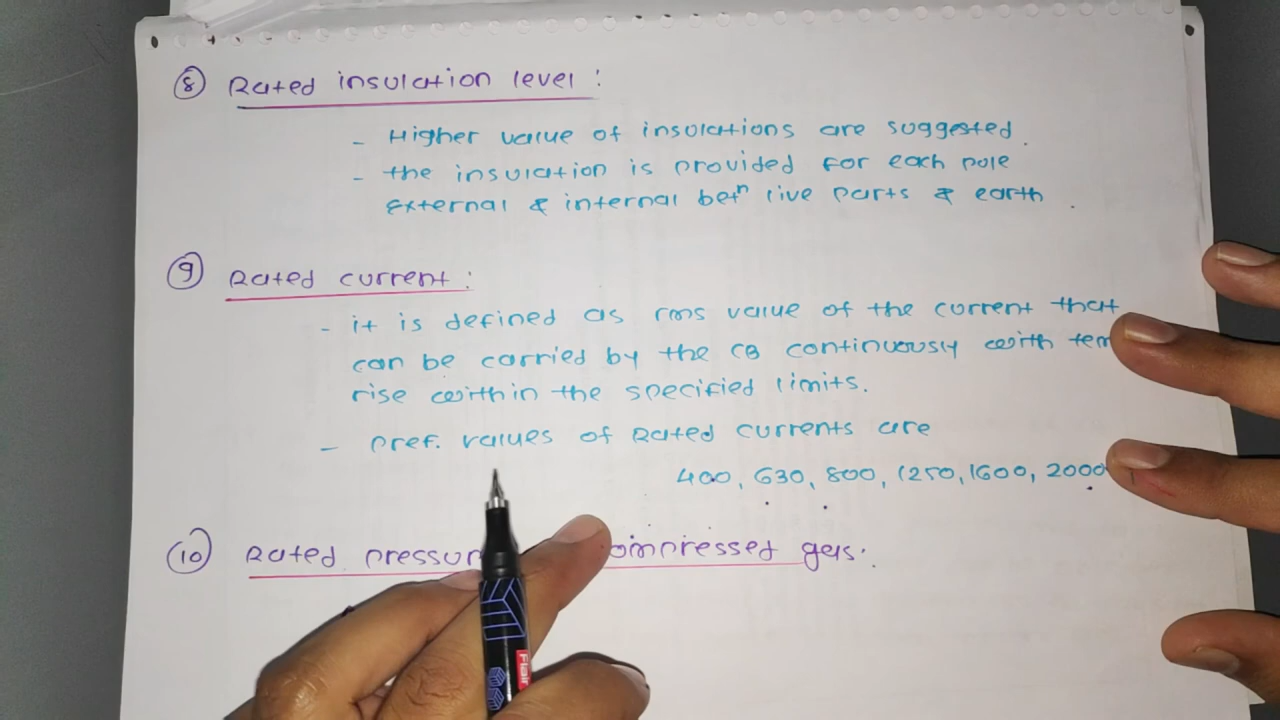 8 Rated insulation level :
- Higher value of insulations are suggested.
- the insulation is provided for each pole
External & internal betn live parts & earth .
9 Rated current :
- it is defined as rms value of the current that
can be carried by the CB continuously with
rise within the specified limits.
- pref. values of Rated currents are
400, 630, 800, 1250, 1600, 2000
10 Rated gas.
Flair